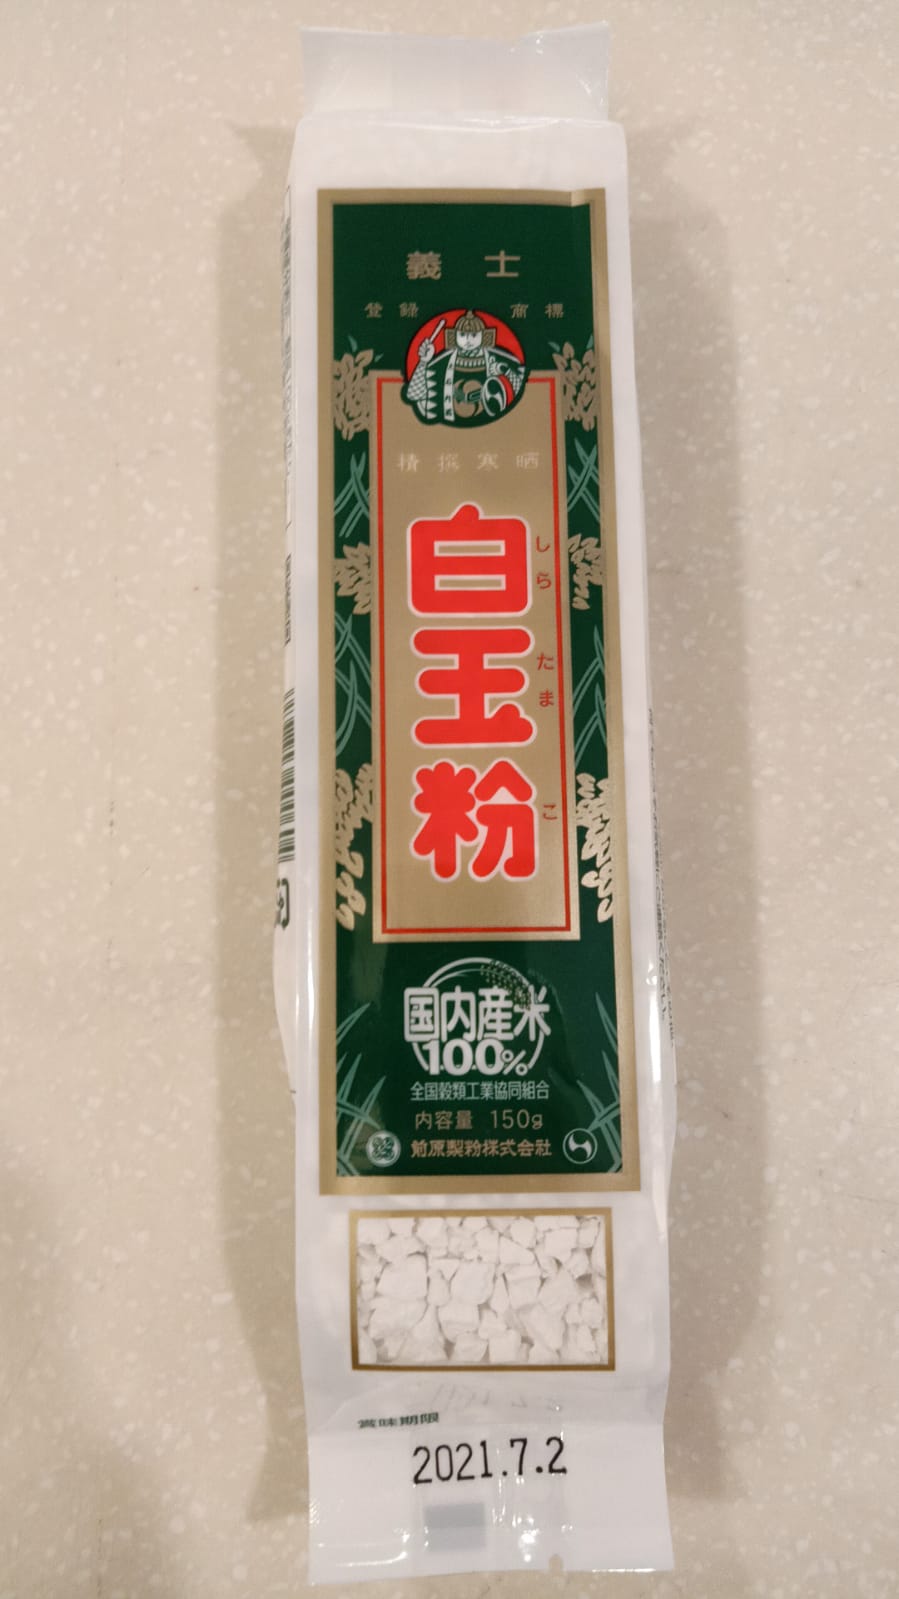 義士
登録 商標
精撰寒晒
白玉粉
しらたまこ
国内産米
100%
全国穀類工業協同組合
内容量 150g
前原製粉株式会社
賞味期限
2021.7.2